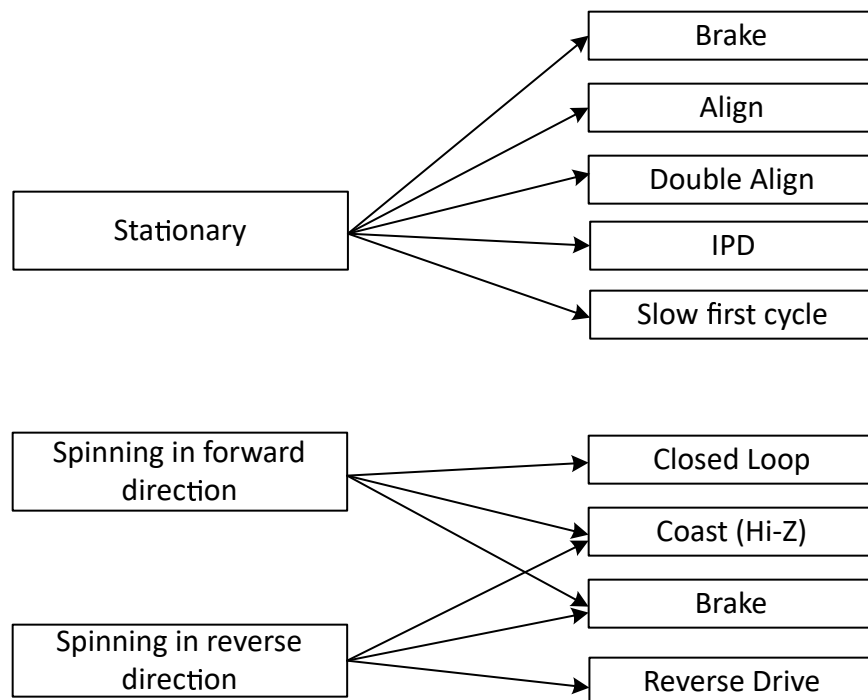 Brake
Align
Double Align
Stationary
IPD
Slow first cycle
Spinning in forward
direction
Closed Loop
Coast (Hi-Z)
Brake
Spinning in reverse
direction
Reverse Drive